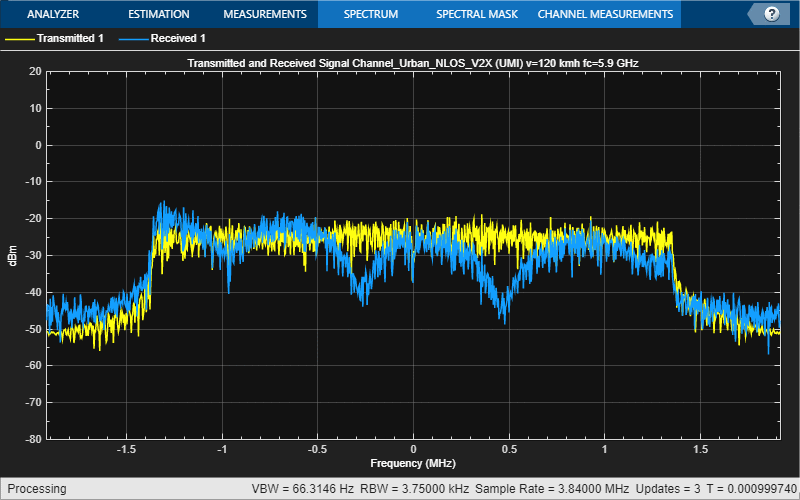 ANALYZER ESTIMATION MEASUREMENTS SPECTRUM SPECTRAL MASK CHANNEL MEASUREMENTS ?
Transmitted 1 Received 1
Transmitted and Received Signal Channel_Urban_NLOS_V2X (UMI) v=120 kmh fc=5.9 GHz
20
10
0
-10
-20
-30
-40
-50
-60
-70
-80
dBm
-1.5 -1 -0.5 0 0.5 1 1.5
Frequency (MHz)
Processing VBW = 66.3146 Hz RBW = 3.75000 kHz Sample Rate = 3.84000 MHz Updates = 3 T = 0.000999740